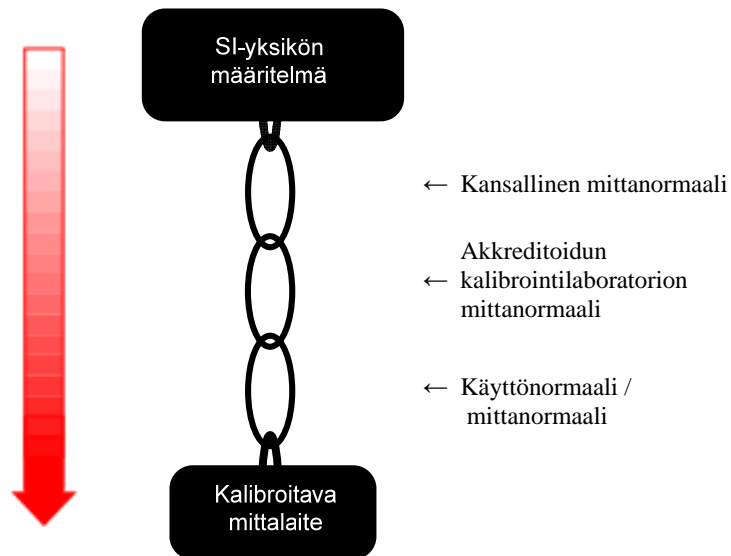 SI-yksikön
määritelmä
← Kansallinen mittanormaali
Akkreditoidun
← kalibrointilaboratorion
mittanormaali
← Käyttönormaali /
mittanormaali
Kalibroitava
mittalaite